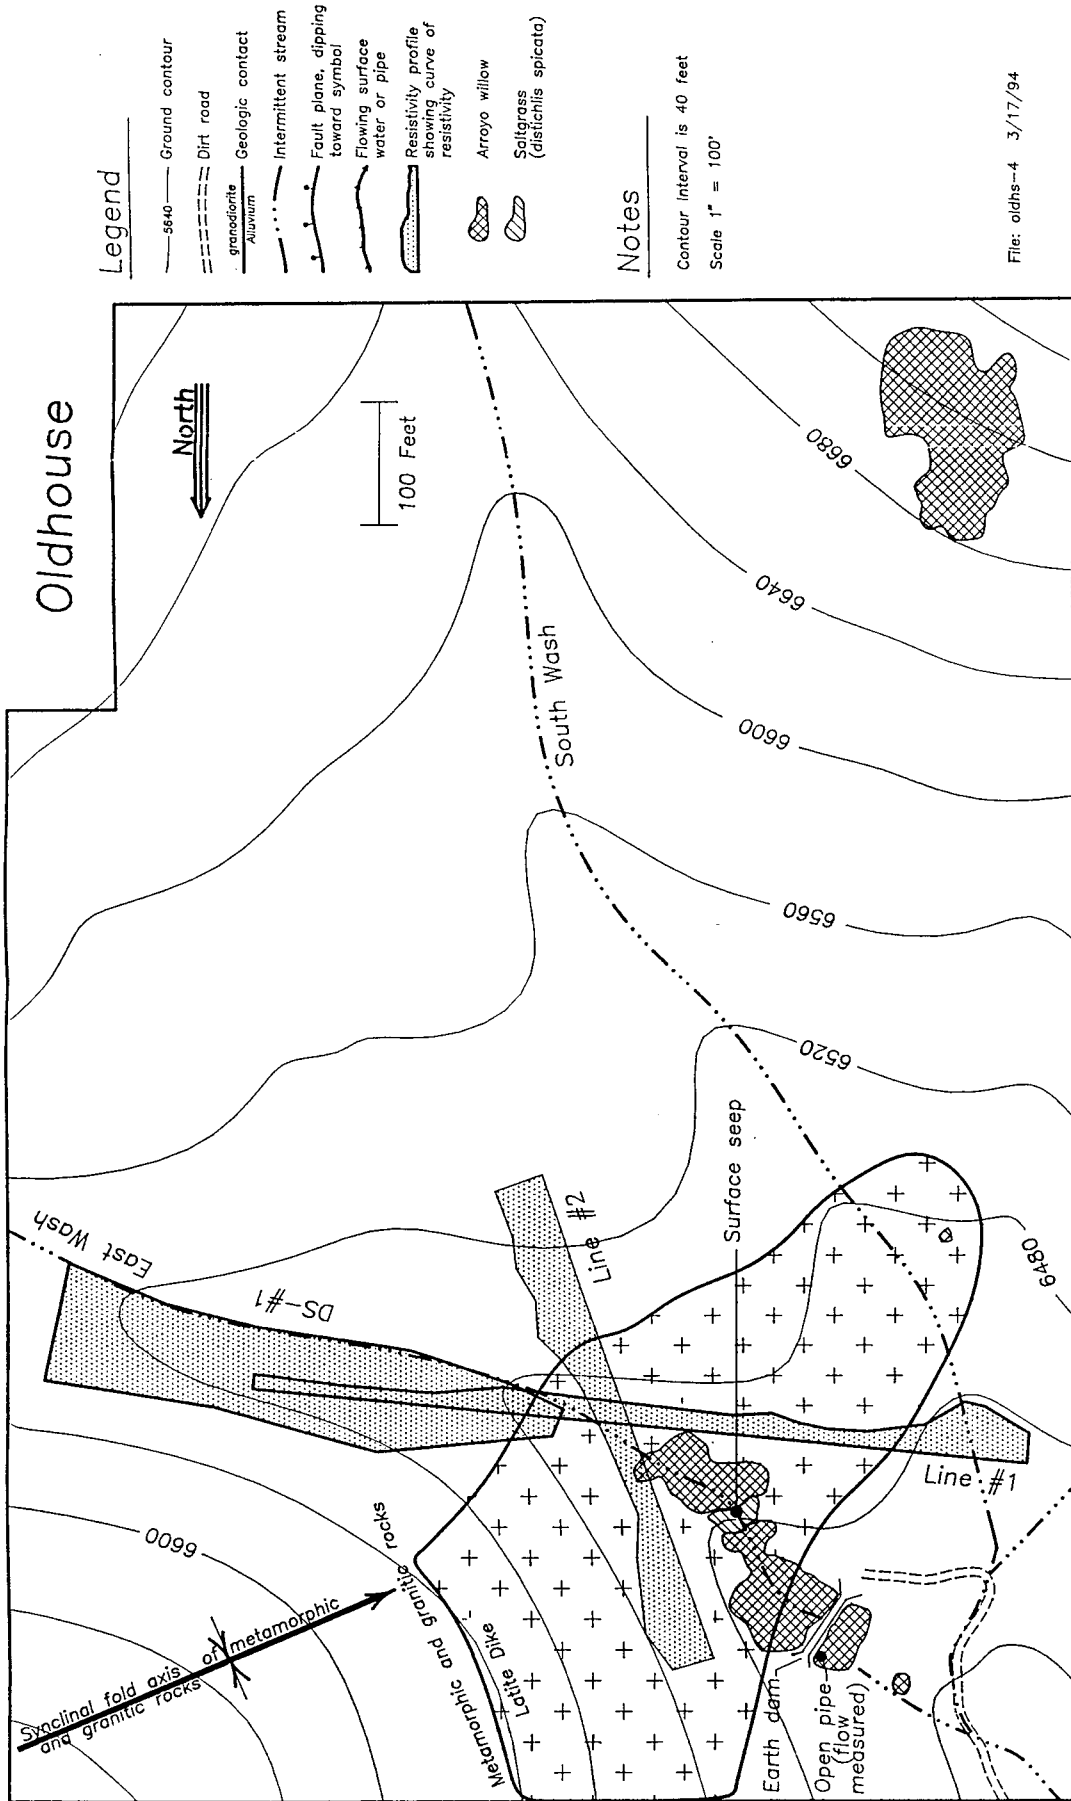 Oldhouse
North
100 Feet
Legend
5640
Ground contour
Dirt road
granodiorite
Alluvium
Geologic contact
Intermittent stream
Fault plane, dipping
toward symbol
Flowing surface
water or pipe
Resistivity profile
showing curve of
resistivity
Arroyo willow
Saltgrass
(distichlis spicata)
Notes
Contour Interval is 40 feet
Scale 1" = 100'
File: oldhs-4 3/17/94
6680
6640
6600
6560
6520
6480
6600
South Wash
East Wash
DS-#1
Line #2
Line #1
Surface seep
Synclinal fold axis of metamorphic
and granitic rocks
Metamorphic and granitic rocks
Latite Dike
Earth dam
Open pipe
(flow
measured)